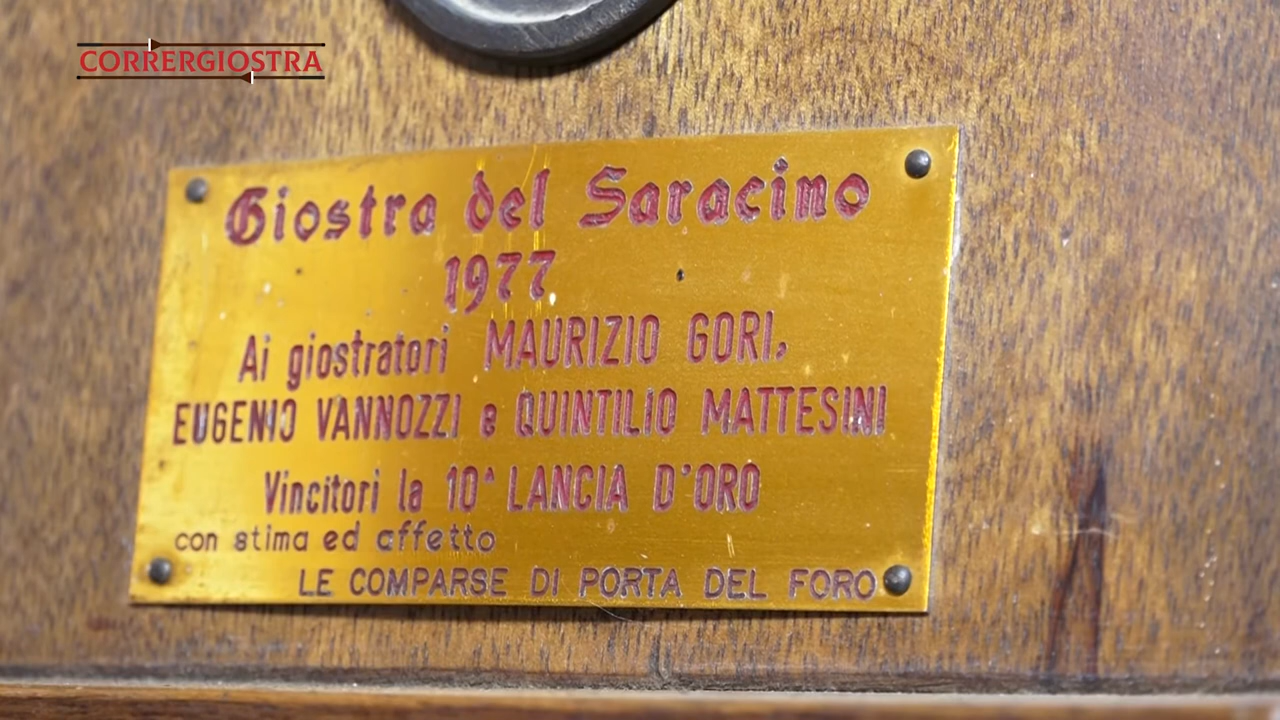 CORRERGIOSTRA
Giostra del Saracino
1977
Ai giostratori MAURIZIO GORI,
EUGENIO VANNOZZI e QUINTILIO MATTESINI
Vincitori la 10ª LANCIA D'ORO
con stima ed affetto
LE COMPARSE DI PORTA DEL FORO